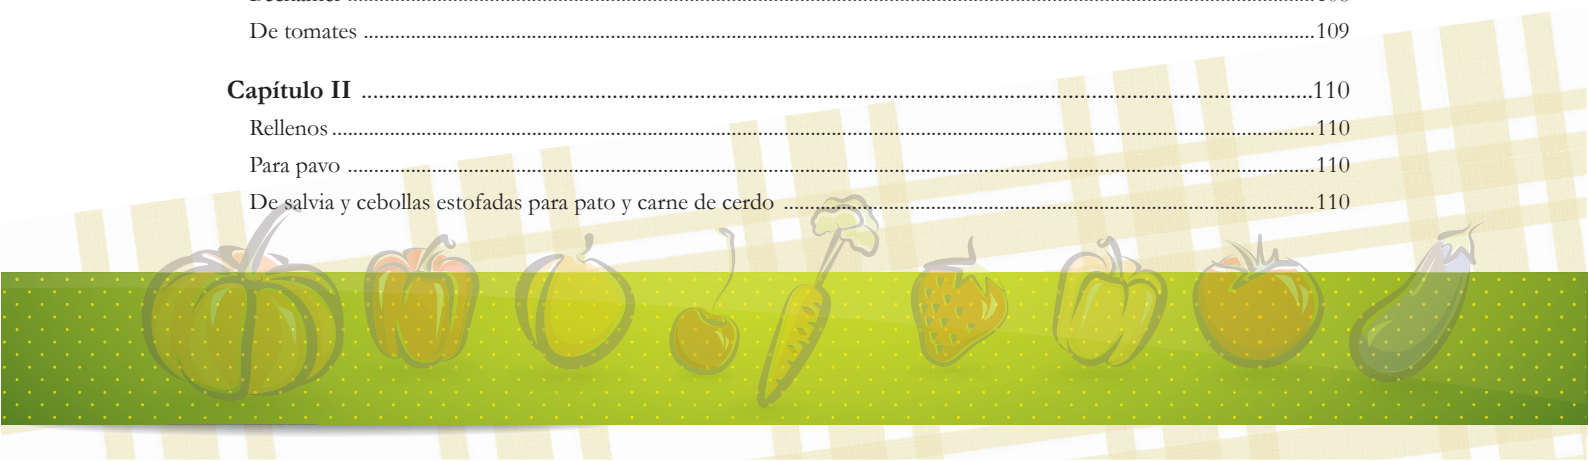 De tomates ........ 109
Capítulo II ........ 110
Rellenos ........ 110
Para pavo ........ 110
De salvia y cebollas estofadas para pato y carne de cerdo ........ 110